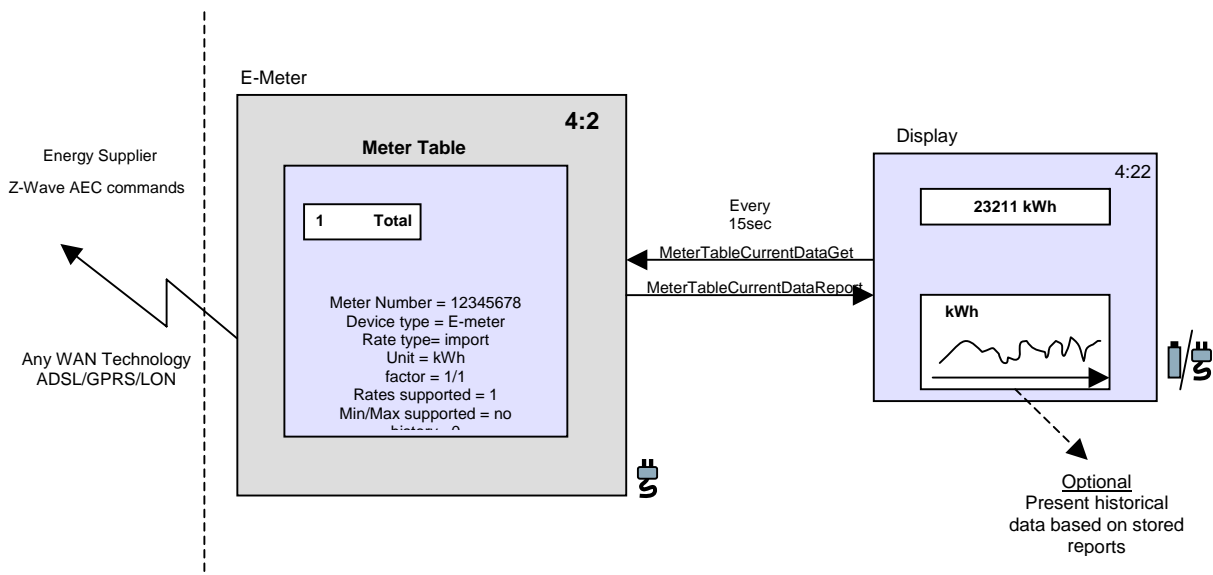 Energy Supplier
Z-Wave AEC commands
Any WAN Technology
ADSL/GPRS/LON
E-Meter
4:2
Meter Table
1 Total
Meter Number = 12345678
Device type = E-meter
Rate type= import
Unit = kWh
factor = 1/1
Rates supported = 1
Min/Max supported = no
Every
15sec
MeterTableCurrentDataGet
MeterTableCurrentDataReport
Display
4:22
23211 kWh
kWh
Optional
Present historical
data based on stored
reports